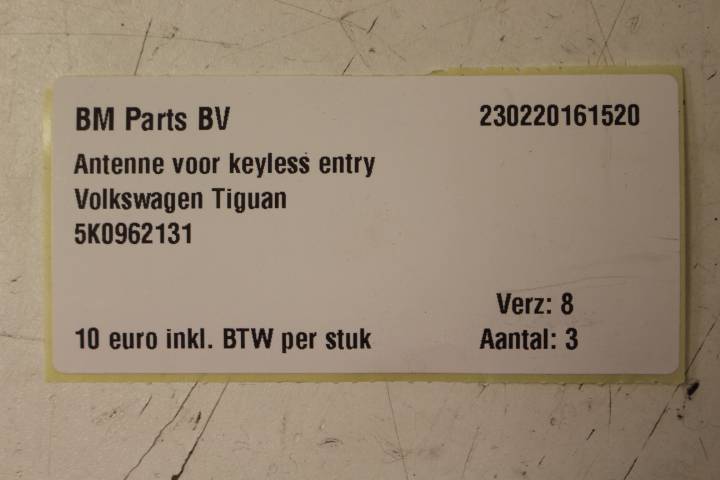 BM Parts BV 230220161520
Antenne voor keyless entry
Volkswagen Tiguan
5K0962131
Verz: 8
10 euro inkl. BTW per stuk Aantal: 3